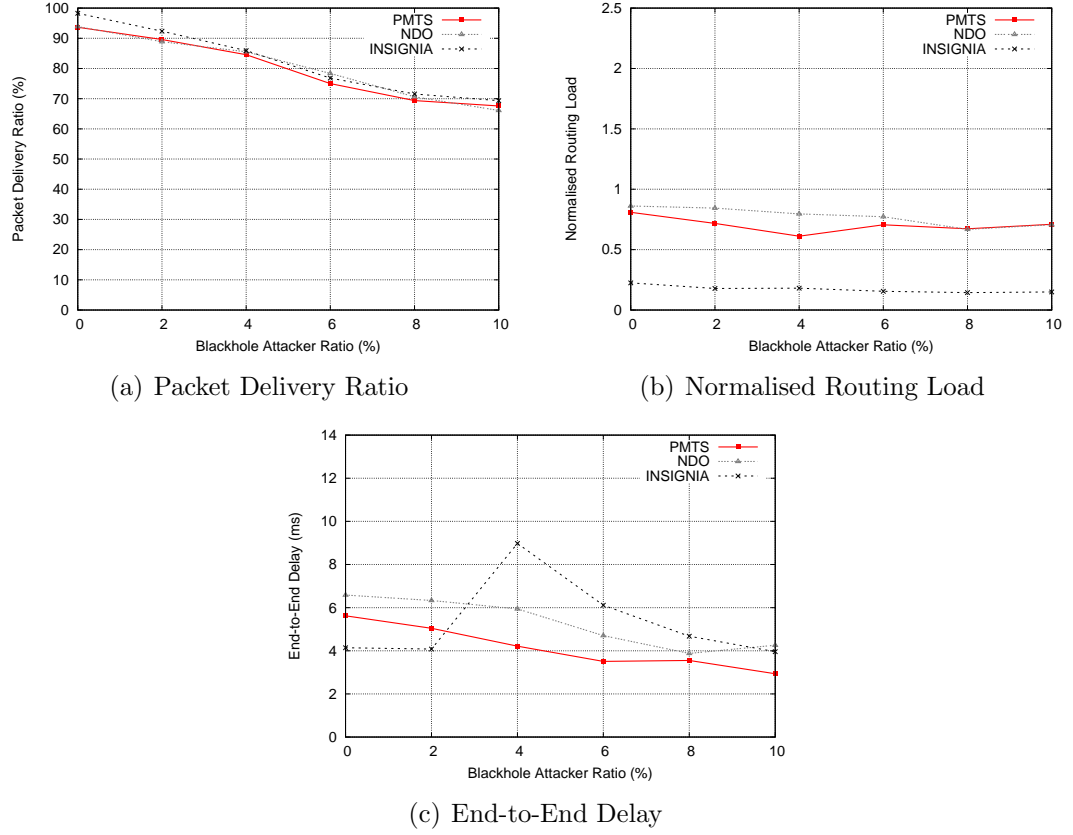 100
90
80
70
60
50
40
30
20
10
0
0 2 4 6 8 10
Packet Delivery Ratio (%)
Blackhole Attacker Ratio (%)
PMTS
NDO
INSIGNIA
(a) Packet Delivery Ratio
2.5
2
1.5
1
0.5
0
0 2 4 6 8 10
Normalised Routing Load
Blackhole Attacker Ratio (%)
PMTS
NDO
INSIGNIA
(b) Normalised Routing Load
14
12
10
8
6
4
2
0
0 2 4 6 8 10
End-to-End Delay (ms)
Blackhole Attacker Ratio (%)
PMTS
NDO
INSIGNIA
(c) End-to-End Delay